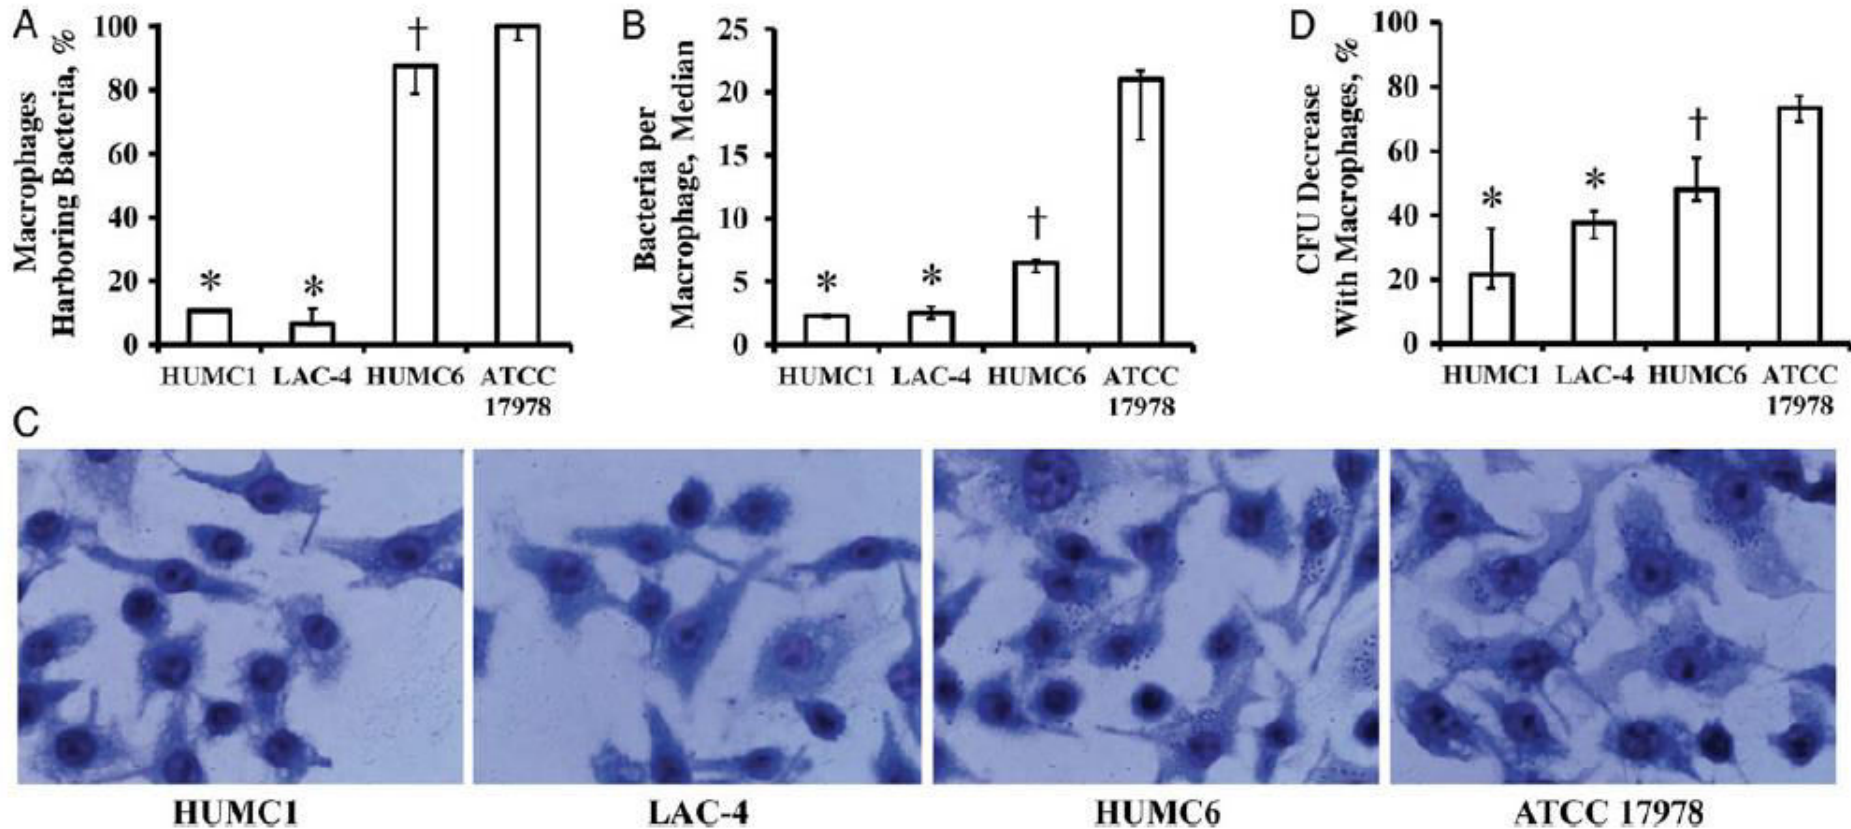 A
Macrophages
Harboring Bacteria, %
100
80
60
40
20
0
*
*
†
HUMC1 LAC-4 HUMC6 ATCC
17978
B
Bacteria per
Macrophage, Median
25
20
15
10
5
0
*
*
†
HUMC1 LAC-4 HUMC6 ATCC
17978
D
CFU Decrease
With Macrophages, %
100
80
60
40
20
0
*
*
†
HUMC1 LAC-4 HUMC6 ATCC
17978
C
HUMC1
LAC-4
HUMC6
ATCC 17978